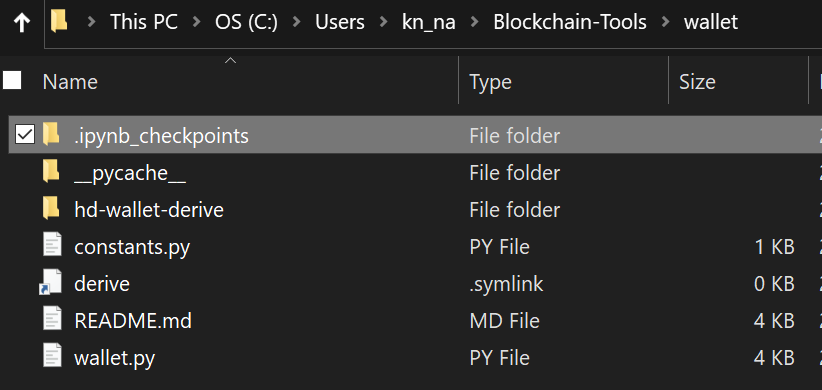 This PC > OS (C:) > Users > kn_na > Blockchain-Tools > wallet
Name Type Size
.ipynb_checkpoints File folder
__pycache__ File folder
hd-wallet-derive File folder
constants.py PY File 1 KB
derive .symlink 0 KB
README.md MD File 4 KB
wallet.py PY File 4 KB